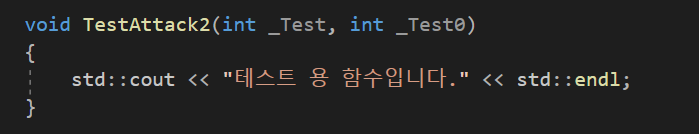 void TestAttack2(int _Test, int _Test0)
{
    std::cout << "테스트 용 함수입니다." << std::endl;
}